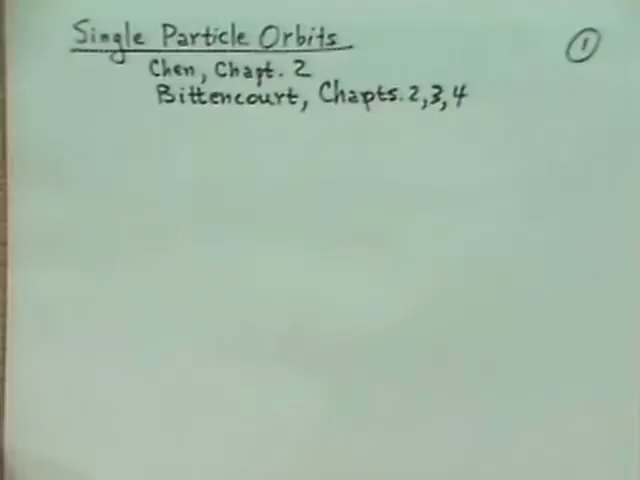 Single Particle Orbits
①
Chen, Chapt. 2
Bittencourt, Chapts. 2,3,4